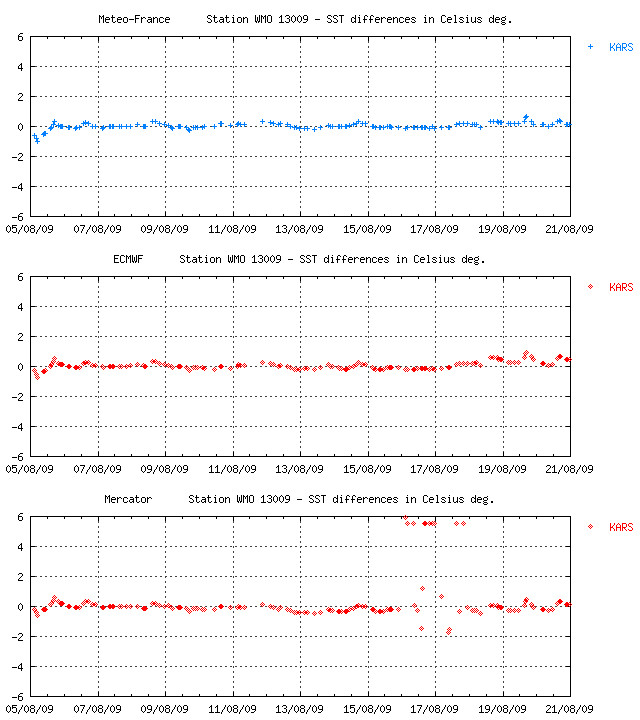 Meteo-France Station WMO 13009 - SST differences in Celsius deg.
6
4
2
0
-2
-4
-6
05/08/09 07/08/09 09/08/09 11/08/09 13/08/09 15/08/09 17/08/09 19/08/09 21/08/09
KARS
ECMWF Station WMO 13009 - SST differences in Celsius deg.
6
4
2
0
-2
-4
-6
05/08/09 07/08/09 09/08/09 11/08/09 13/08/09 15/08/09 17/08/09 19/08/09 21/08/09
KARS
Mercator Station WMO 13009 - SST differences in Celsius deg.
6
4
2
0
-2
-4
-6
05/08/09 07/08/09 09/08/09 11/08/09 13/08/09 15/08/09 17/08/09 19/08/09 21/08/09
KARS